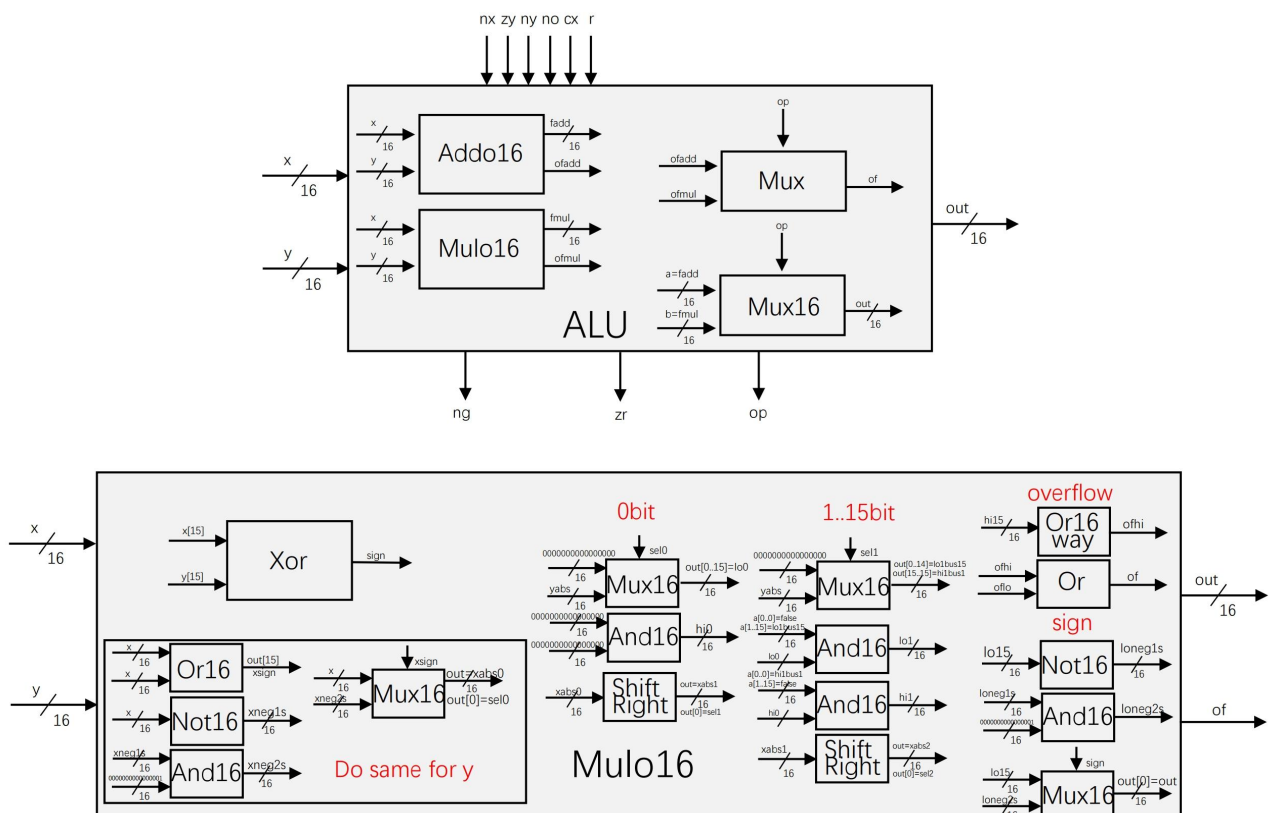 nx zy ny no cx r
x
16
y
16
x
16
y
16
Addo16
fadd
16
ofadd
x
16
y
16
Mulo16
fmul
16
ofmul
op
ofadd
ofmul
Mux
of
op
a=fadd
16
b=fmul
16
Mux16
out
16
ALU
out
16
ng
zr
op
x
16
y
16
x[15]
y[15]
Xor
sign
x
16
x
16
Or16
out[15]
xsign
16
x
16
Not16
xneg1s
16
xneg1s
16
0000000000000001
16
And16
xneg2s
16
xsign
x
16
xneg2s
16
Mux16
out=xabs0
16
out[0]=sel0
Do same for y
0bit
sel0
0000000000000000
16
yabs
16
Mux16
out[0..15]=lo0
16
0000000000000000
16
0000000000000000
16
And16
hi0
16
xabs0
16
Shift
Right
out=xabs1
16
out[0]=sel1
Mulo16
1..15bit
sel1
0000000000000000
16
yabs
16
Mux16
out[0..14]=lo1bus15
out[15..15]=hi1bus1
16
a[0..0]=false
a[1..15]=lo1bus15
16
lo0
16
And16
lo1
16
a[0..0]=hi1bus1
a[1..15]=false
16
hi0
16
And16
hi1
16
xabs1
16
Shift
Right
out=xabs2
16
out[0]=sel2
overflow
hi15
16
Or16
way
ofhi
ofhi
oflo
Or
of
sign
lo15
16
Not16
loneg1s
16
loneg1s
16
0000000000000001
16
And16
loneg2s
16
sign
lo15
16
loneg2s
16
Mux16
out[0]=out
16
out
16
of